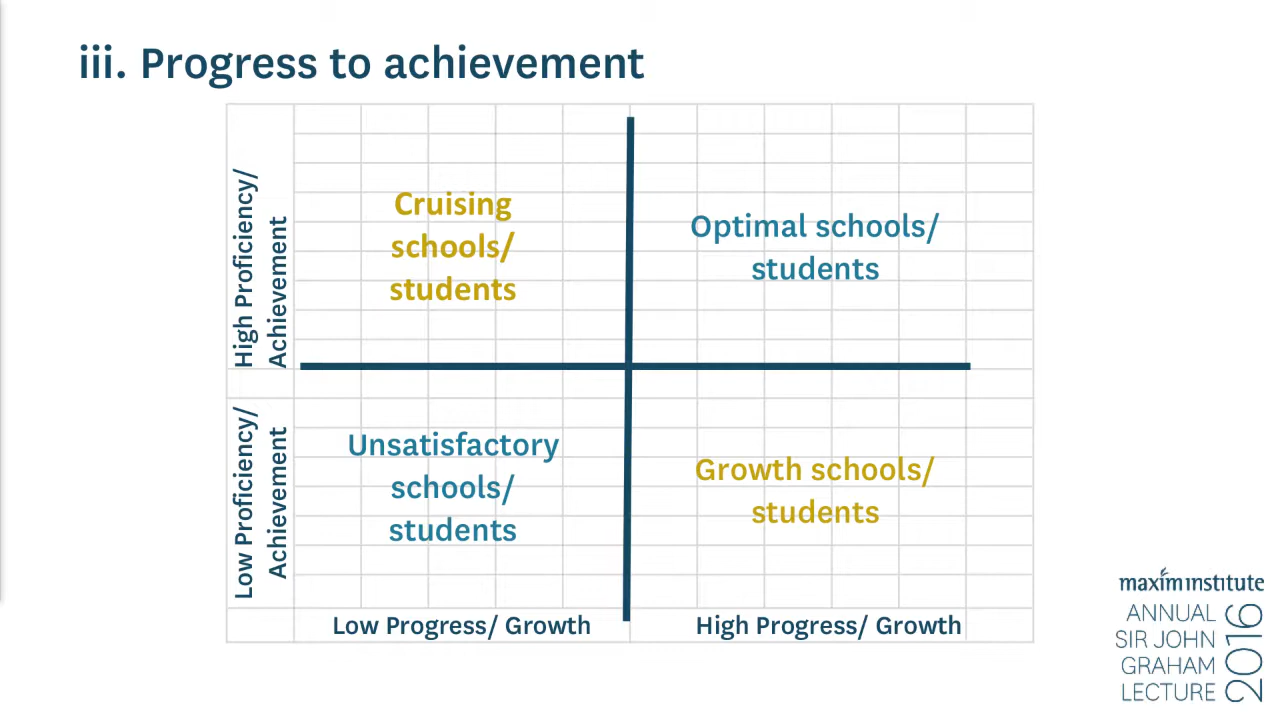 iii. Progress to achievement
High Proficiency/
Achievement
Cruising
schools/
students
Optimal schools/
students
Low Proficiency/
Achievement
Unsatisfactory
schools/
students
Growth schools/
students
Low Progress/ Growth
High Progress/ Growth
maxim institute
ANNUAL
SIR JOHN
GRAHAM
LECTURE
2016